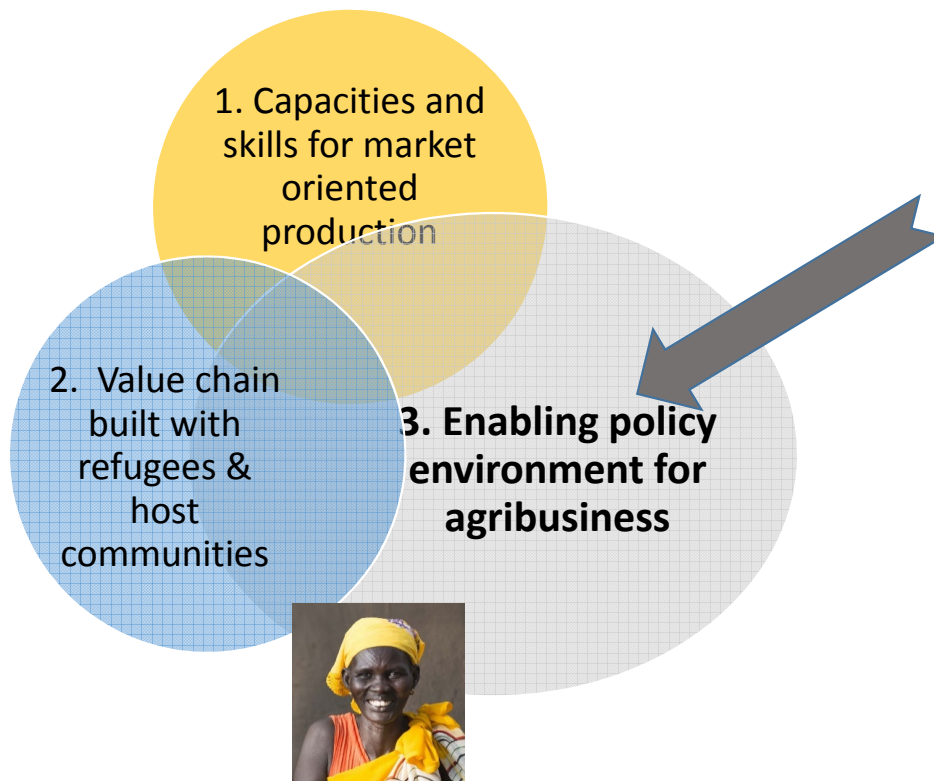 1. Capacities and
skills for market
oriented
production
2. Value chain
built with
refugees &
host
communities
3. Enabling policy
environment for
agribusiness